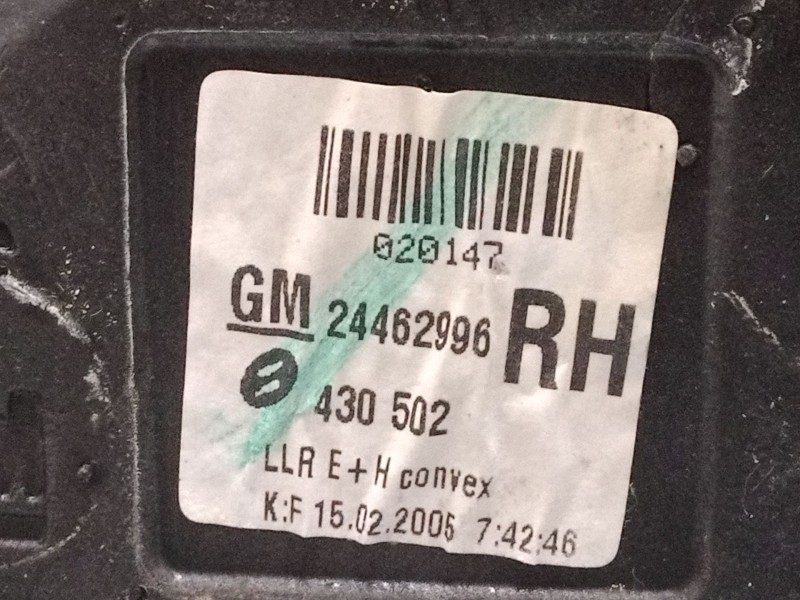 020147
GM 24462996 RH
430 502
LLR E+H convex
K:F 15.02.2006 7:42:46